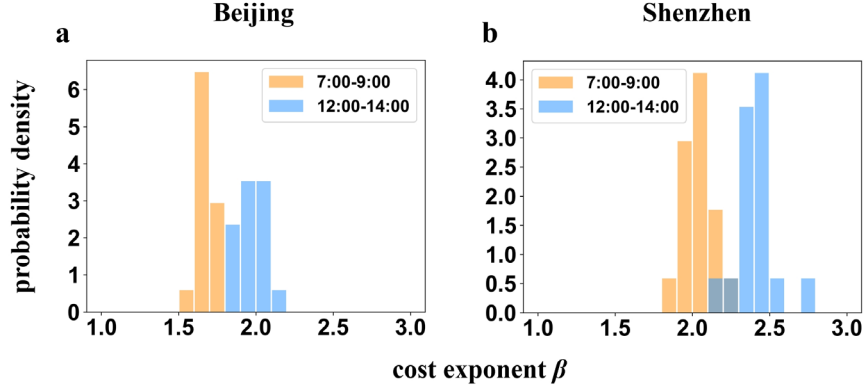 Beijing
Shenzhen
a
b
probability density
6
5
4
3
2
1
0
7:00-9:00
12:00-14:00
1.0 1.5 2.0 2.5 3.0
4.0
3.5
3.0
2.5
2.0
1.5
1.0
0.5
0.0
7:00-9:00
12:00-14:00
1.0 1.5 2.0 2.5 3.0
cost exponent β